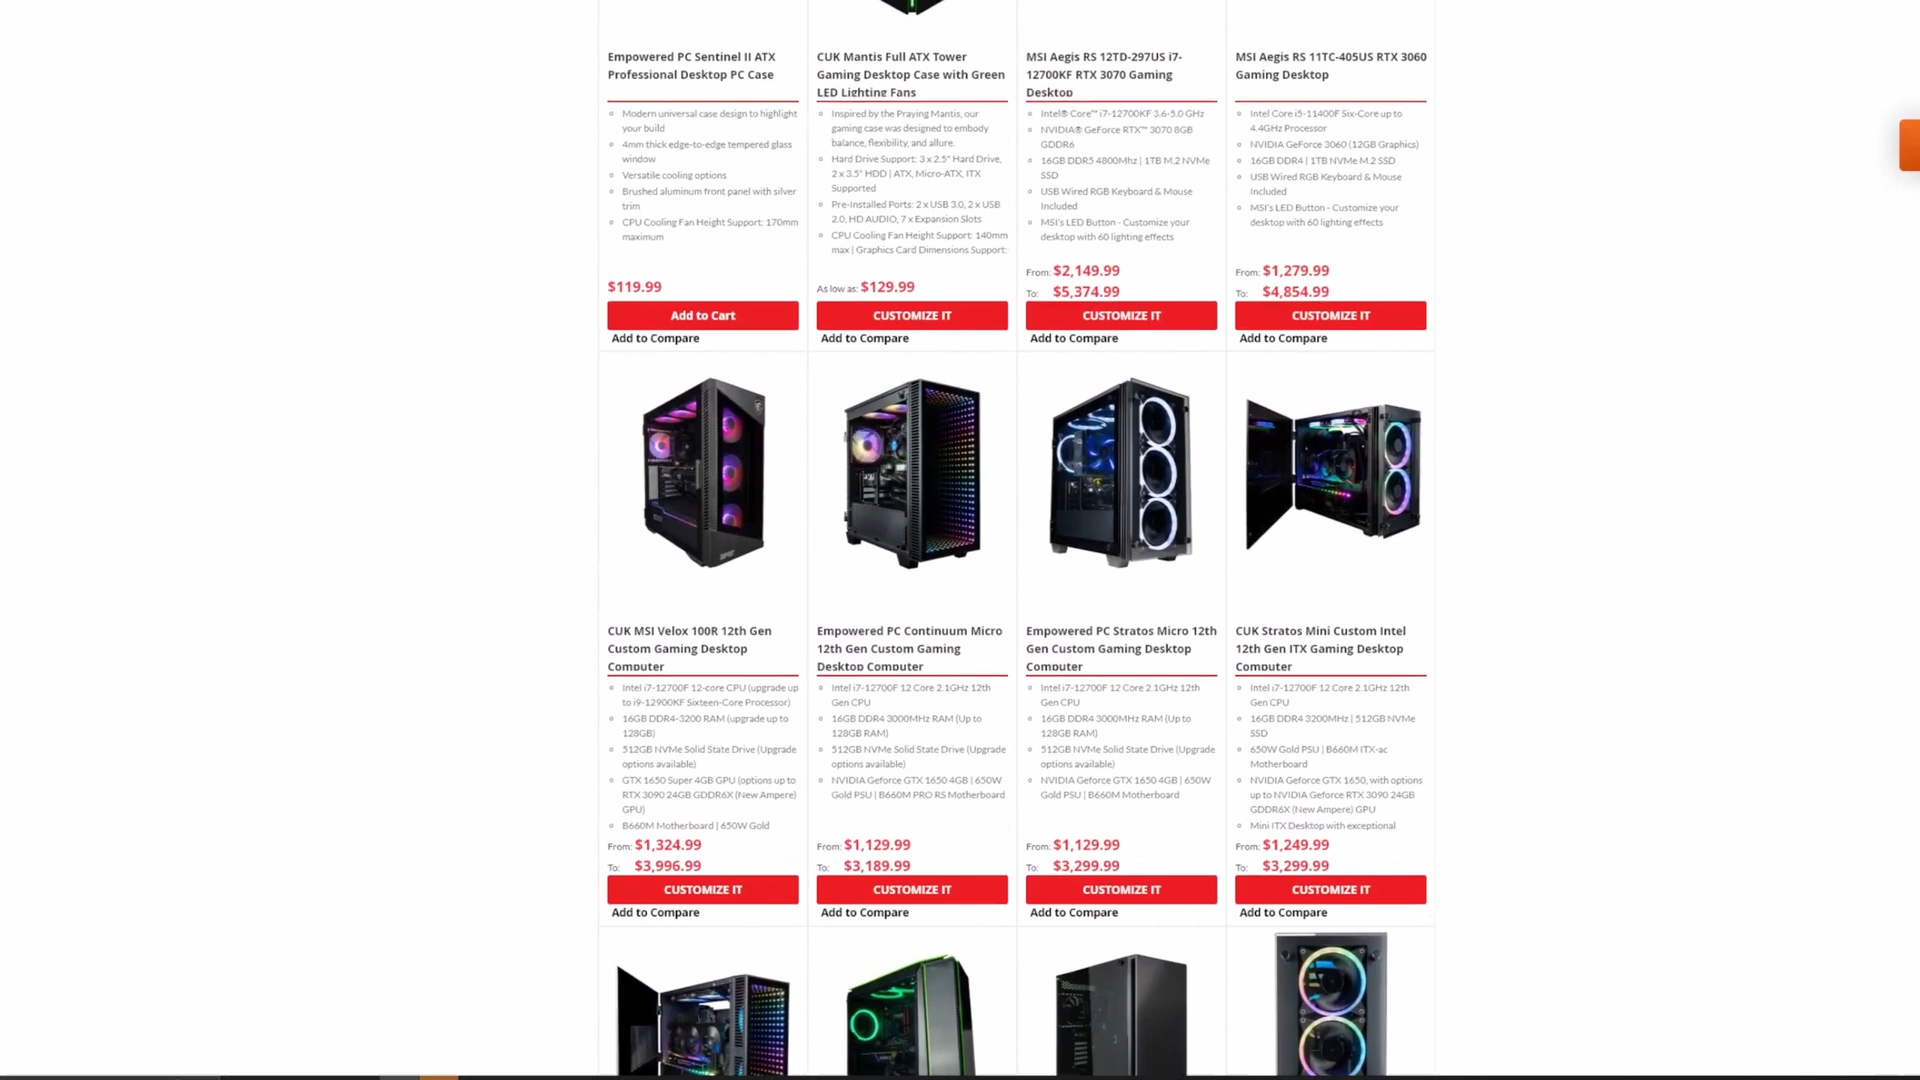 Empowered PC Sentinel II ATX
Professional Desktop PC Case
Modern universal case design to highlight
your build
4mm thick edge-to-edge tempered glass
window
Versatile cooling options
Brushed aluminum front panel with silver
trim
CPU Cooling Fan Height Support: 170mm
maximum
$119.99
Add to Cart
Add to Compare
CUK Mantis Full ATX Tower
Gaming Desktop Case with Green
LED Lighting Fans
Inspired by the Praying Mantis, our
gaming case was designed to embody
balance, flexibility, and allure.
Hard Drive Support: 3 x 2.5" Hard Drive,
2 x 3.5" HDD | ATX, Micro-ATX, ITX
Supported
Pre-Installed Ports: 2 x USB 3.0, 2 x USB
2.0, HD AUDIO, 7 x Expansion Slots
CPU Cooling Fan Height Support: 140mm
max | Graphics Card Dimensions Support:
As low as: $129.99
CUSTOMIZE IT
Add to Compare
MSI Aegis RS 12TD-297US i7-
12700KF RTX 3070 Gaming
Desktop
Intel® Core™ i7-12700KF 3.6-5.0 GHz
NVIDIA® GeForce RTX™ 3070 8GB
GDDR6
16GB DDR5 4800Mhz | 1TB M.2 NVMe
SSD
USB Wired RGB Keyboard & Mouse
Included
MSI's LED Button - Customize your
desktop with 60 lighting effects
From: $2,149.99
To: $5,374.99
CUSTOMIZE IT
Add to Compare
MSI Aegis RS 11TC-405US RTX 3060
Gaming Desktop
Intel Core i5-11400F Six-Core up to
4.4GHz Processor
NVIDIA GeForce 3060 (12GB Graphics)
16GB DDR4 | 1TB NVMe M.2 SSD
USB Wired RGB Keyboard & Mouse
Included
MSI's LED Button - Customize your
desktop with 60 lighting effects
From: $1,279.99
To: $4,854.99
CUSTOMIZE IT
Add to Compare
CUK MSI Velox 100R 12th Gen
Custom Gaming Desktop
Computer
Intel i7-12700F 12-core CPU (upgrade up
to i9-12900KF Sixteen-Core Processor)
16GB DDR4-3200 RAM (upgrade up to
128GB)
512GB NVMe Solid State Drive (Upgrade
options available)
GTX 1650 Super 4GB GPU (options up to
RTX 3090 24GB GDDR6X (New Ampere)
GPU)
B660M Motherboard | 650W Gold
From: $1,324.99
To: $3,996.99
CUSTOMIZE IT
Add to Compare
Empowered PC Continuum Micro
12th Gen Custom Gaming
Desktop Computer
Intel i7-12700F 12 Core 2.1GHz 12th
Gen CPU
16GB DDR4 3000MHz RAM (Up to
128GB RAM)
512GB NVMe Solid State Drive (Upgrade
options available)
NVIDIA Geforce GTX 1650 4GB | 650W
Gold PSU | B660M PRO RS Motherboard
From: $1,129.99
To: $3,189.99
CUSTOMIZE IT
Add to Compare
Empowered PC Stratos Micro 12th
Gen Custom Gaming Desktop
Computer
Intel i7-12700F 12 Core 2.1GHz 12th
Gen CPU
16GB DDR4 3000MHz RAM (Up to
128GB RAM)
512GB NVMe Solid State Drive (Upgrade
options available)
NVIDIA Geforce GTX 1650 4GB | 650W
Gold PSU | B660M Motherboard
From: $1,129.99
To: $3,299.99
CUSTOMIZE IT
Add to Compare
CUK Stratos Mini Custom Intel
12th Gen ITX Gaming Desktop
Computer
Intel i7-12700F 12 Core 2.1GHz 12th
Gen CPU
16GB DDR4 3200MHz | 512GB NVMe
SSD
650W Gold PSU | B660M ITX-ac
Motherboard
NVIDIA Geforce GTX 1650, with options
up to NVIDIA Geforce RTX 3090 24GB
GDDR6X (New Ampere) GPU
Mini ITX Desktop with exceptional
From: $1,249.99
To: $3,299.99
CUSTOMIZE IT
Add to Compare